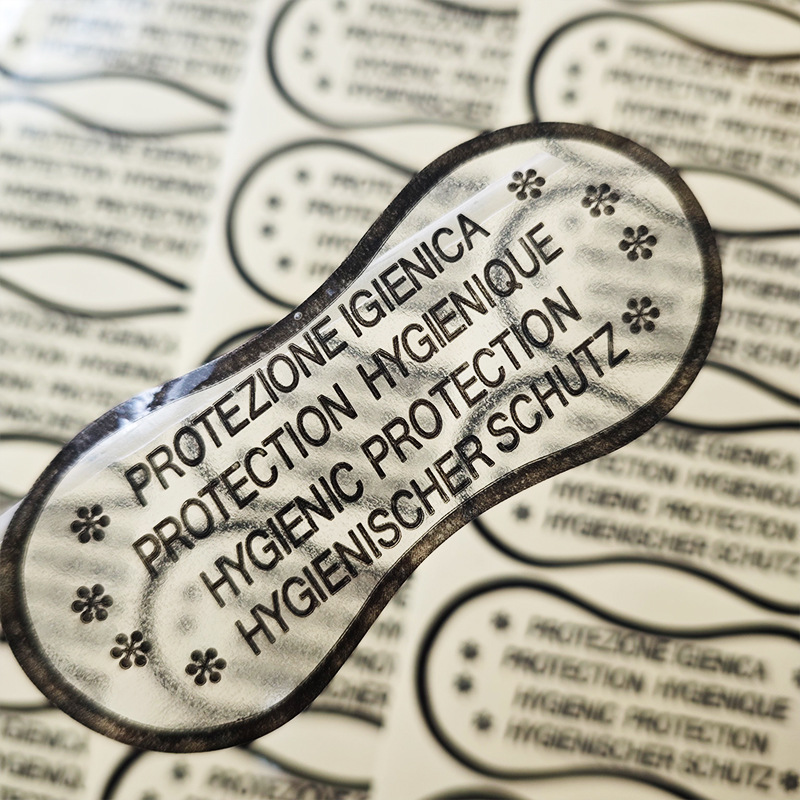 PROTEZIONE IGIENICA
PROTECTION HYGIENIQUE
HYGIENIC PROTECTION
HYGIENISCHER SCHUTZ
PROTEZIONE IGIENICA
PROTECTION HYGIENIQUE
HYGIENIC PROTECTION
HYGIENISCHER SCHUTZ